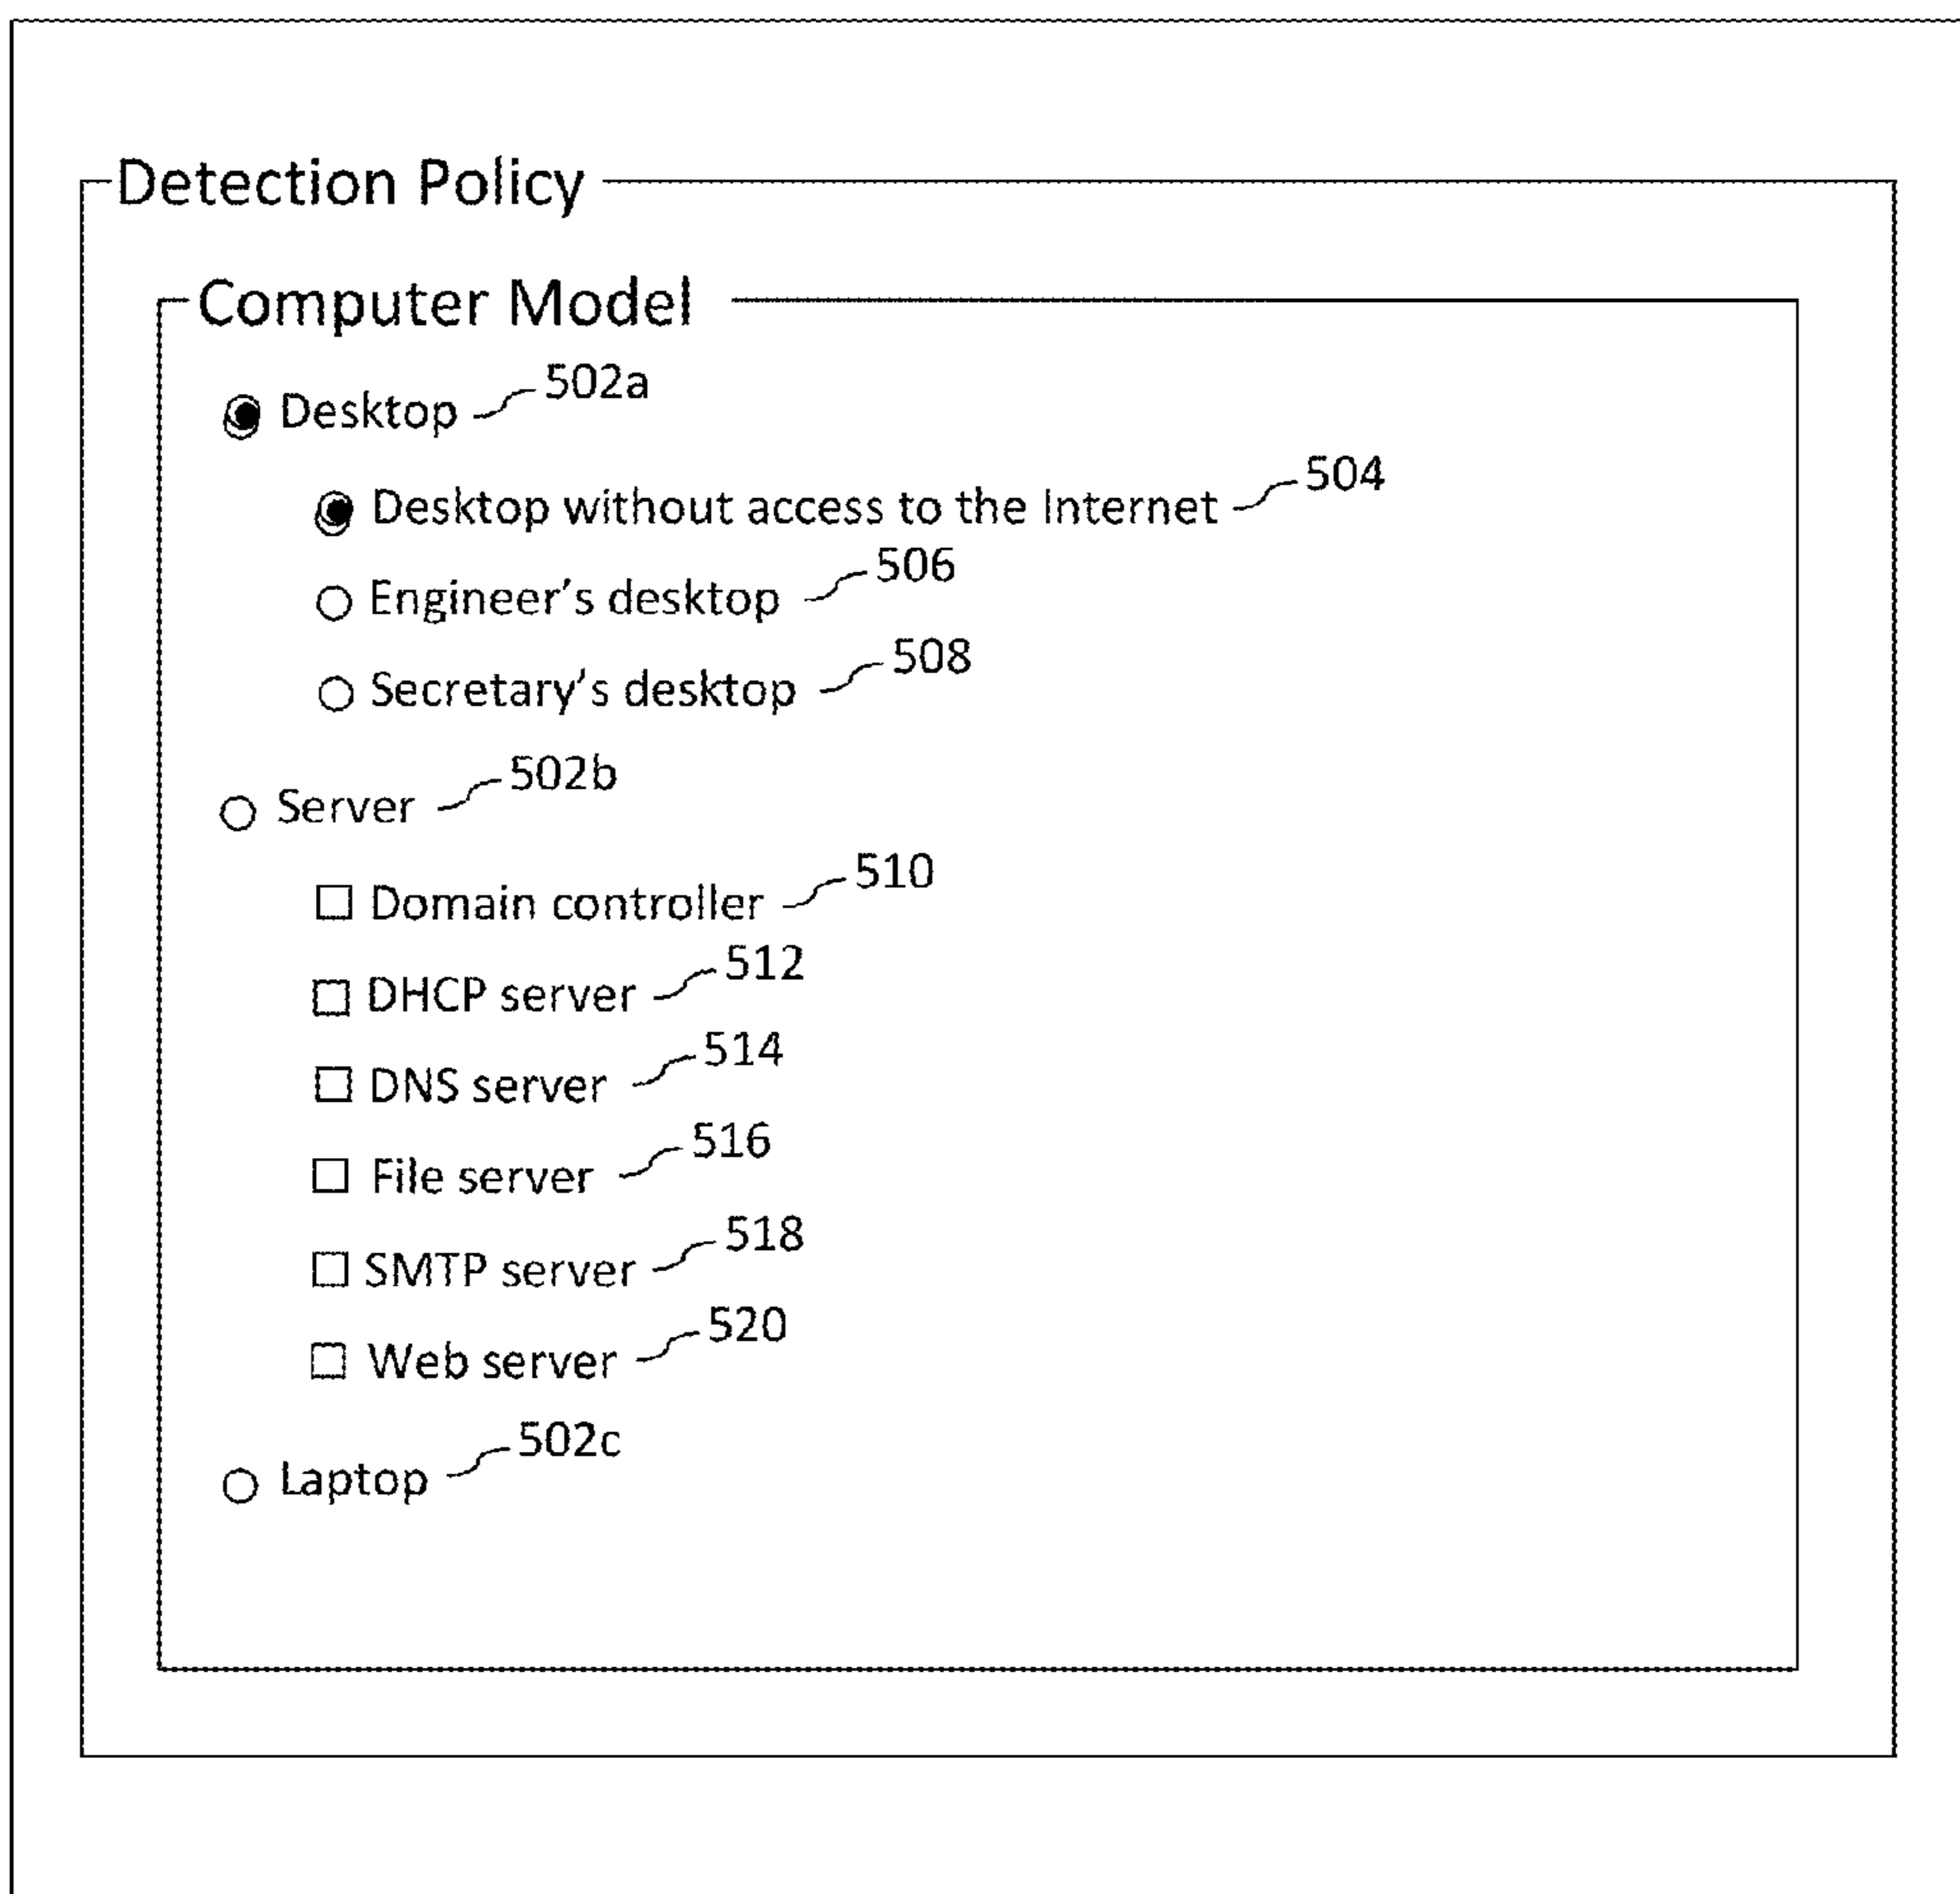 Detection Policy
Computer Model
Desktop 502a
Desktop without access to the Internet 504
Engineer's desktop 506
Secretary's desktop 508
Server 502b
Domain controller 510
DHCP server 512
DNS server 514
File server 516
SMTP server 518
Web server 520
Laptop 502c